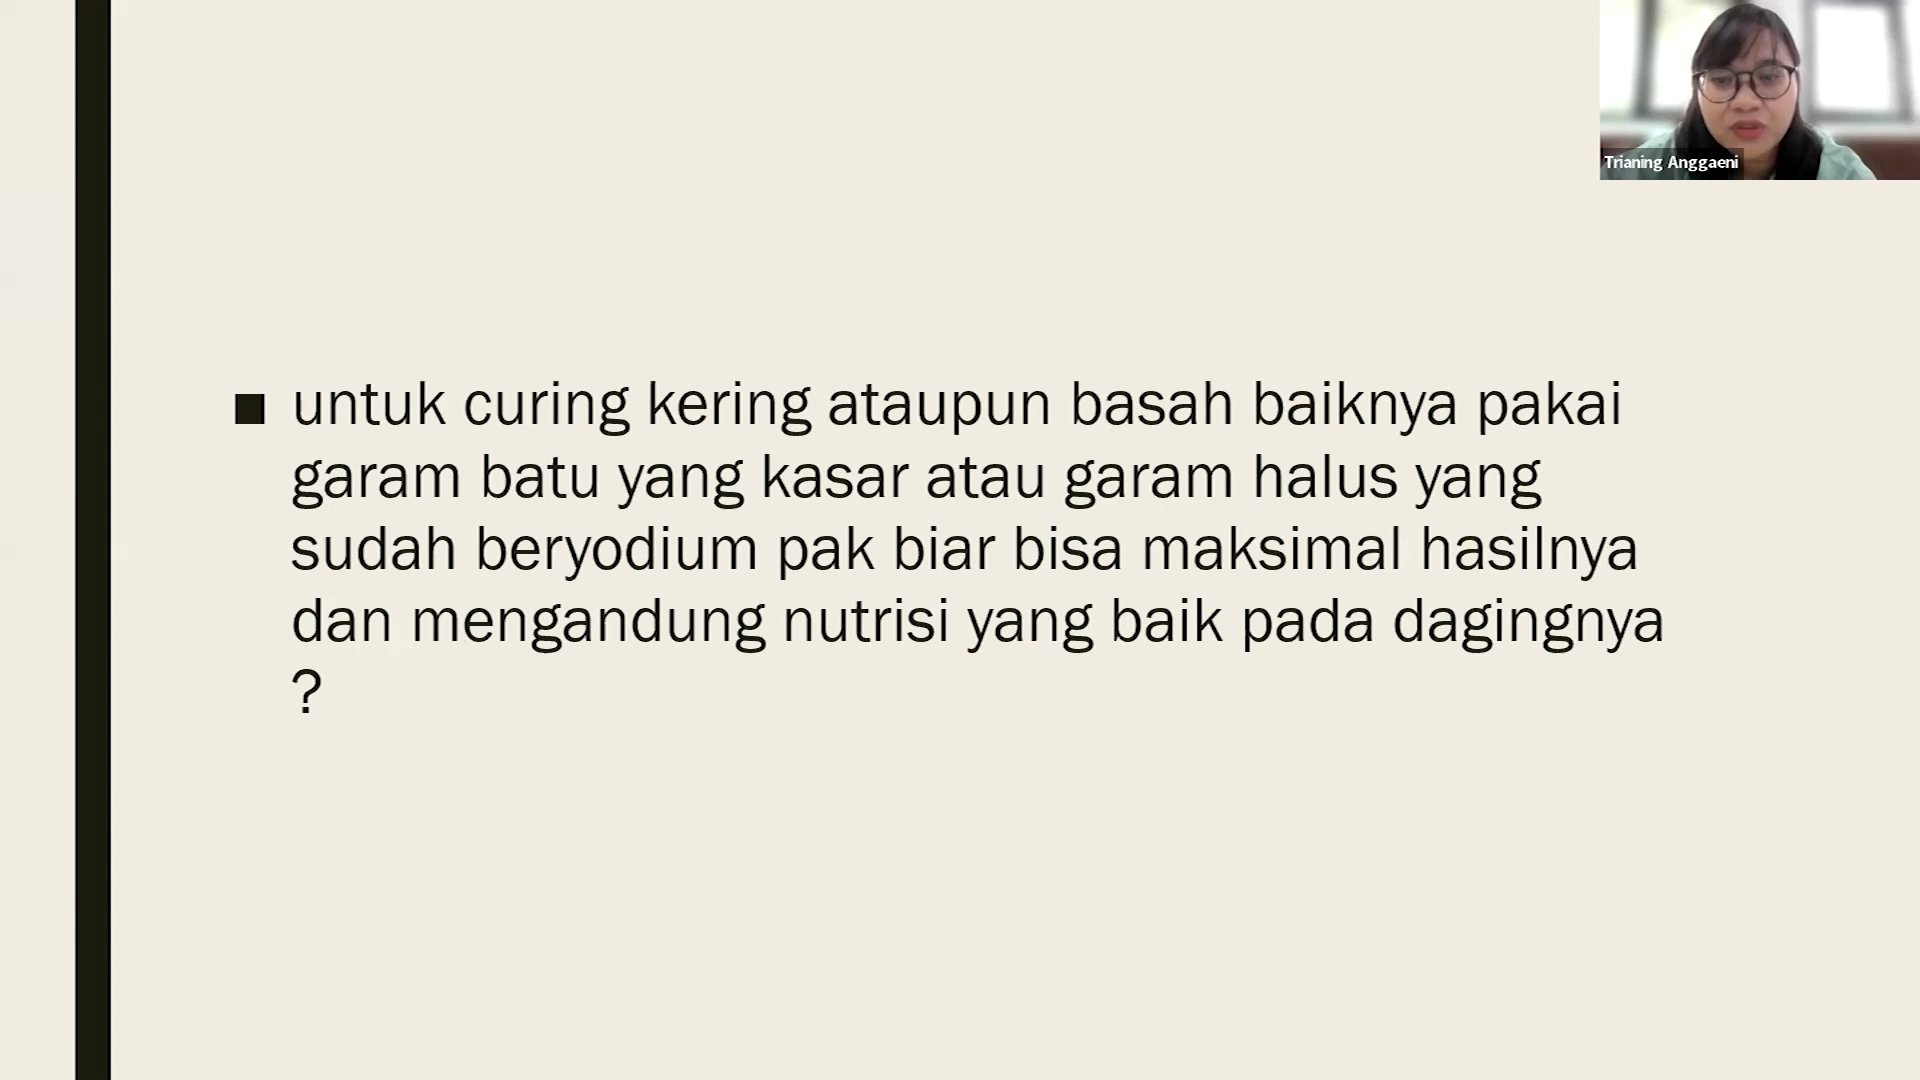 Trianing Anggaeni
■ untuk curing kering ataupun basah baiknya pakai
garam batu yang kasar atau garam halus yang
sudah beryodium pak biar bisa maksimal hasilnya
dan mengandung nutrisi yang baik pada dagingnya
?